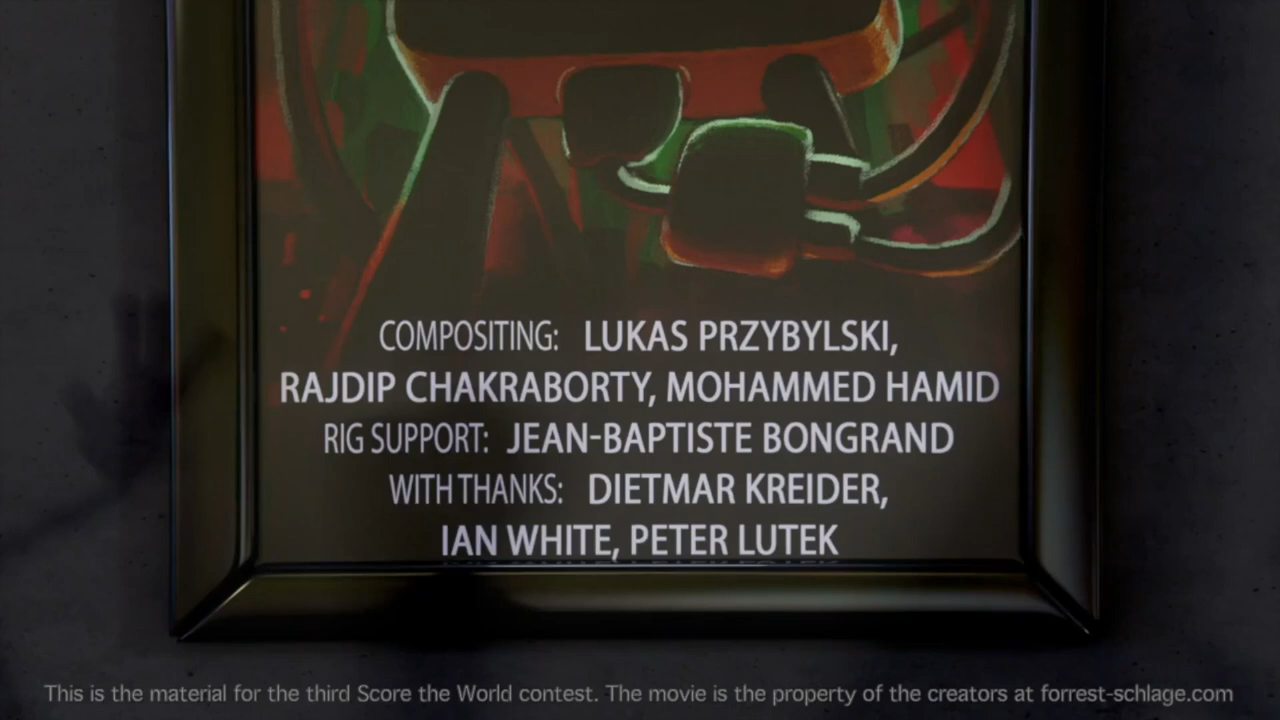 COMPOSITING: LUKAS PRZYBYLSKI,
RAJDIP CHAKRABORTY, MOHAMMED HAMID
RIG SUPPORT: JEAN-BAPTISTE BONGRAND
WITH THANKS: DIETMAR KREIDER,
IAN WHITE, PETER LUTEK
This is the material for the third Score the World contest. The movie is the property of the creators at forrest-schlage.com